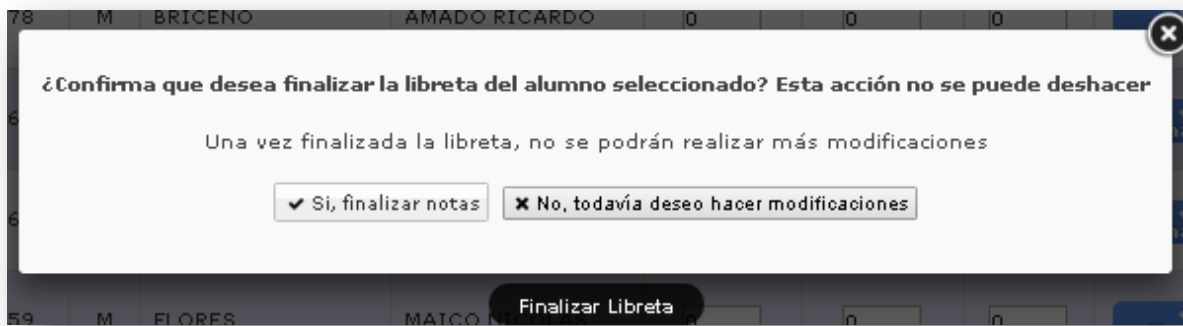 78 M BRICENO AMADO RICARDO 0 0 0
¿Confirma que desea finalizar la libreta del alumno seleccionado? Esta acción no se puede deshacer
Una vez finalizada la libreta, no se podrán realizar más modificaciones
✔ Si, finalizar notas ✖ No, todavía deseo hacer modificaciones
Finalizar Libreta
59 M FLORES MAICO NICOLAS 0 0 0